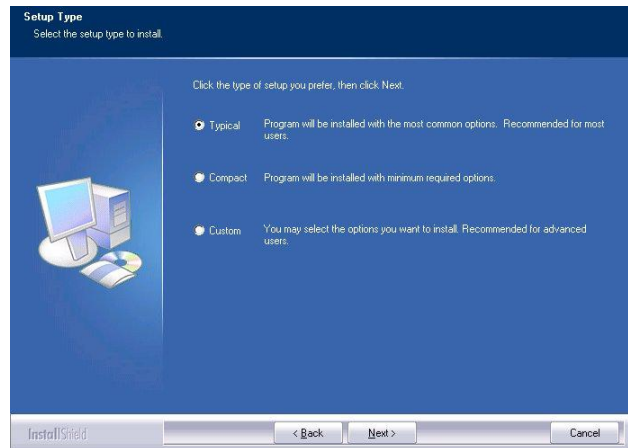 Setup Type
Select the setup type to install.
Click the type of setup you prefer, then click Next.
Typical Program will be installed with the most common options. Recommended for most
users.
Compact Program will be installed with minimum required options.
Custom You may select the options you want to install. Recommended for advanced
users.
InstallShield
< Back Next > Cancel